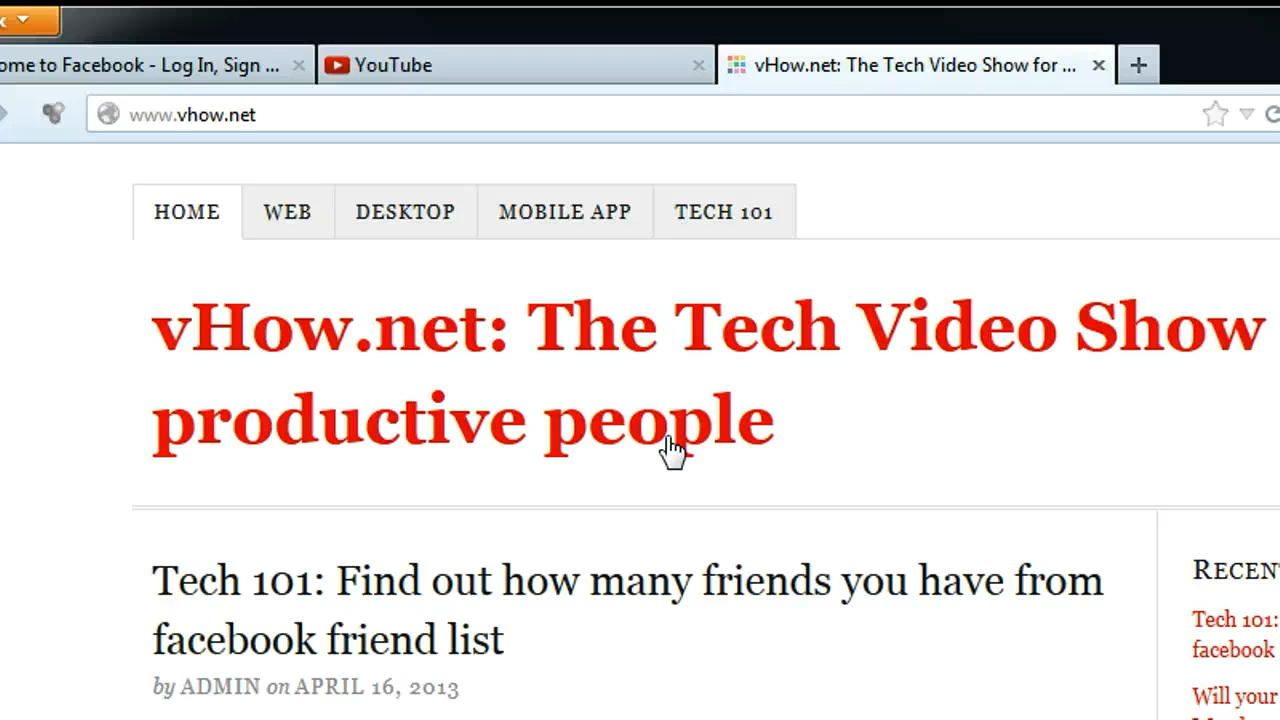 ome to Facebook - Log In, Sign ...
YouTube
vHow.net: The Tech Video Show for ...
www.vhow.net
HOME
WEB
DESKTOP
MOBILE APP
TECH 101
vHow.net: The Tech Video Show
productive people
Tech 101: Find out how many friends you have from
facebook friend list
by ADMIN on APRIL 16, 2013
RECEN
Tech 101:
facebook
Will your